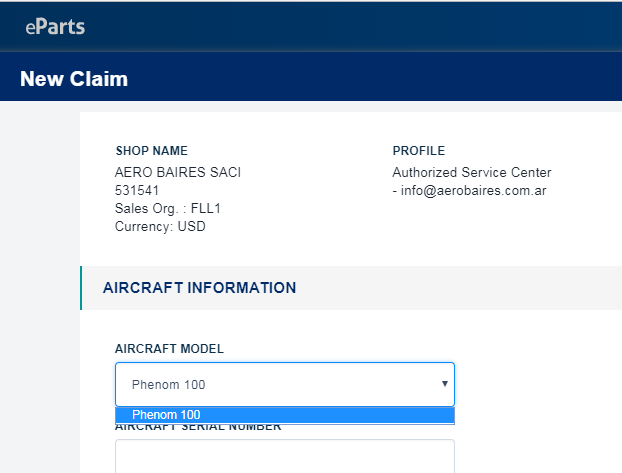 eParts
New Claim
SHOP NAME
AERO BAIRES SACI
531541
Sales Org. : FLL1
Currency: USD
PROFILE
Authorized Service Center
- info@aerobaires.com.ar
AIRCRAFT INFORMATION
AIRCRAFT MODEL
Phenom 100
Phenom 100
AIRCRAFT SERIAL NUMBER